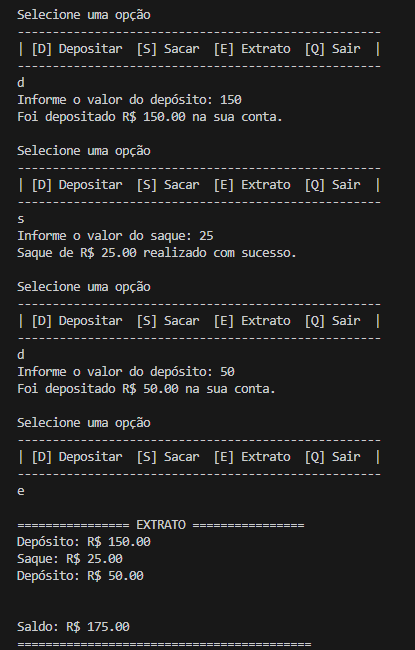 Selecione uma opção
----------------------------------------------------
| [D] Depositar  [S] Sacar  [E] Extrato  [Q] Sair  |
----------------------------------------------------
d
Informe o valor do depósito: 150
Foi depositado R$ 150.00 na sua conta.

Selecione uma opção
----------------------------------------------------
| [D] Depositar  [S] Sacar  [E] Extrato  [Q] Sair  |
----------------------------------------------------
s
Informe o valor do saque: 25
Saque de R$ 25.00 realizado com sucesso.

Selecione uma opção
----------------------------------------------------
| [D] Depositar  [S] Sacar  [E] Extrato  [Q] Sair  |
----------------------------------------------------
d
Informe o valor do depósito: 50
Foi depositado R$ 50.00 na sua conta.

Selecione uma opção
----------------------------------------------------
| [D] Depositar  [S] Sacar  [E] Extrato  [Q] Sair  |
----------------------------------------------------
e

================ EXTRATO ================
Depósito: R$ 150.00
Saque: R$ 25.00
Depósito: R$ 50.00


Saldo: R$ 175.00
==========================================